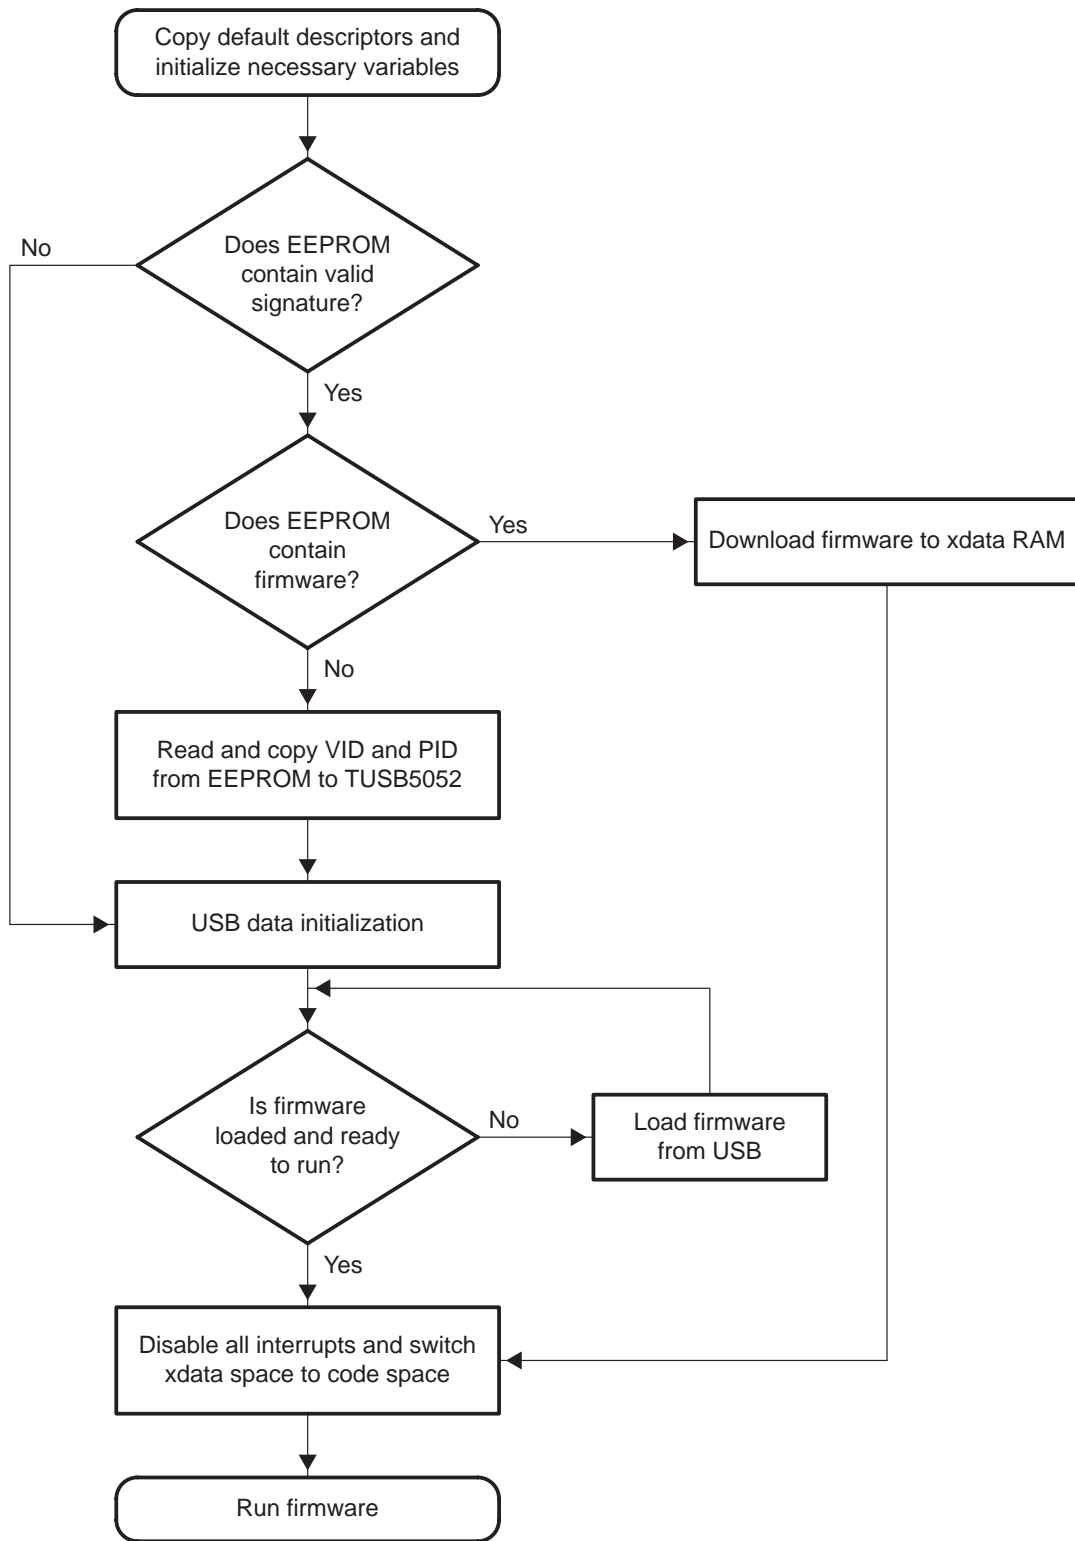 Copy default descriptors and
initialize necessary variables
No
Does EEPROM
contain valid
signature?
Yes
Does EEPROM
contain
firmware?
Yes
Download firmware to xdata RAM
No
Read and copy VID and PID
from EEPROM to TUSB5052
USB data initialization
Is firmware
loaded and ready
to run?
No
Load firmware
from USB
Yes
Disable all interrupts and switch
xdata space to code space
Run firmware